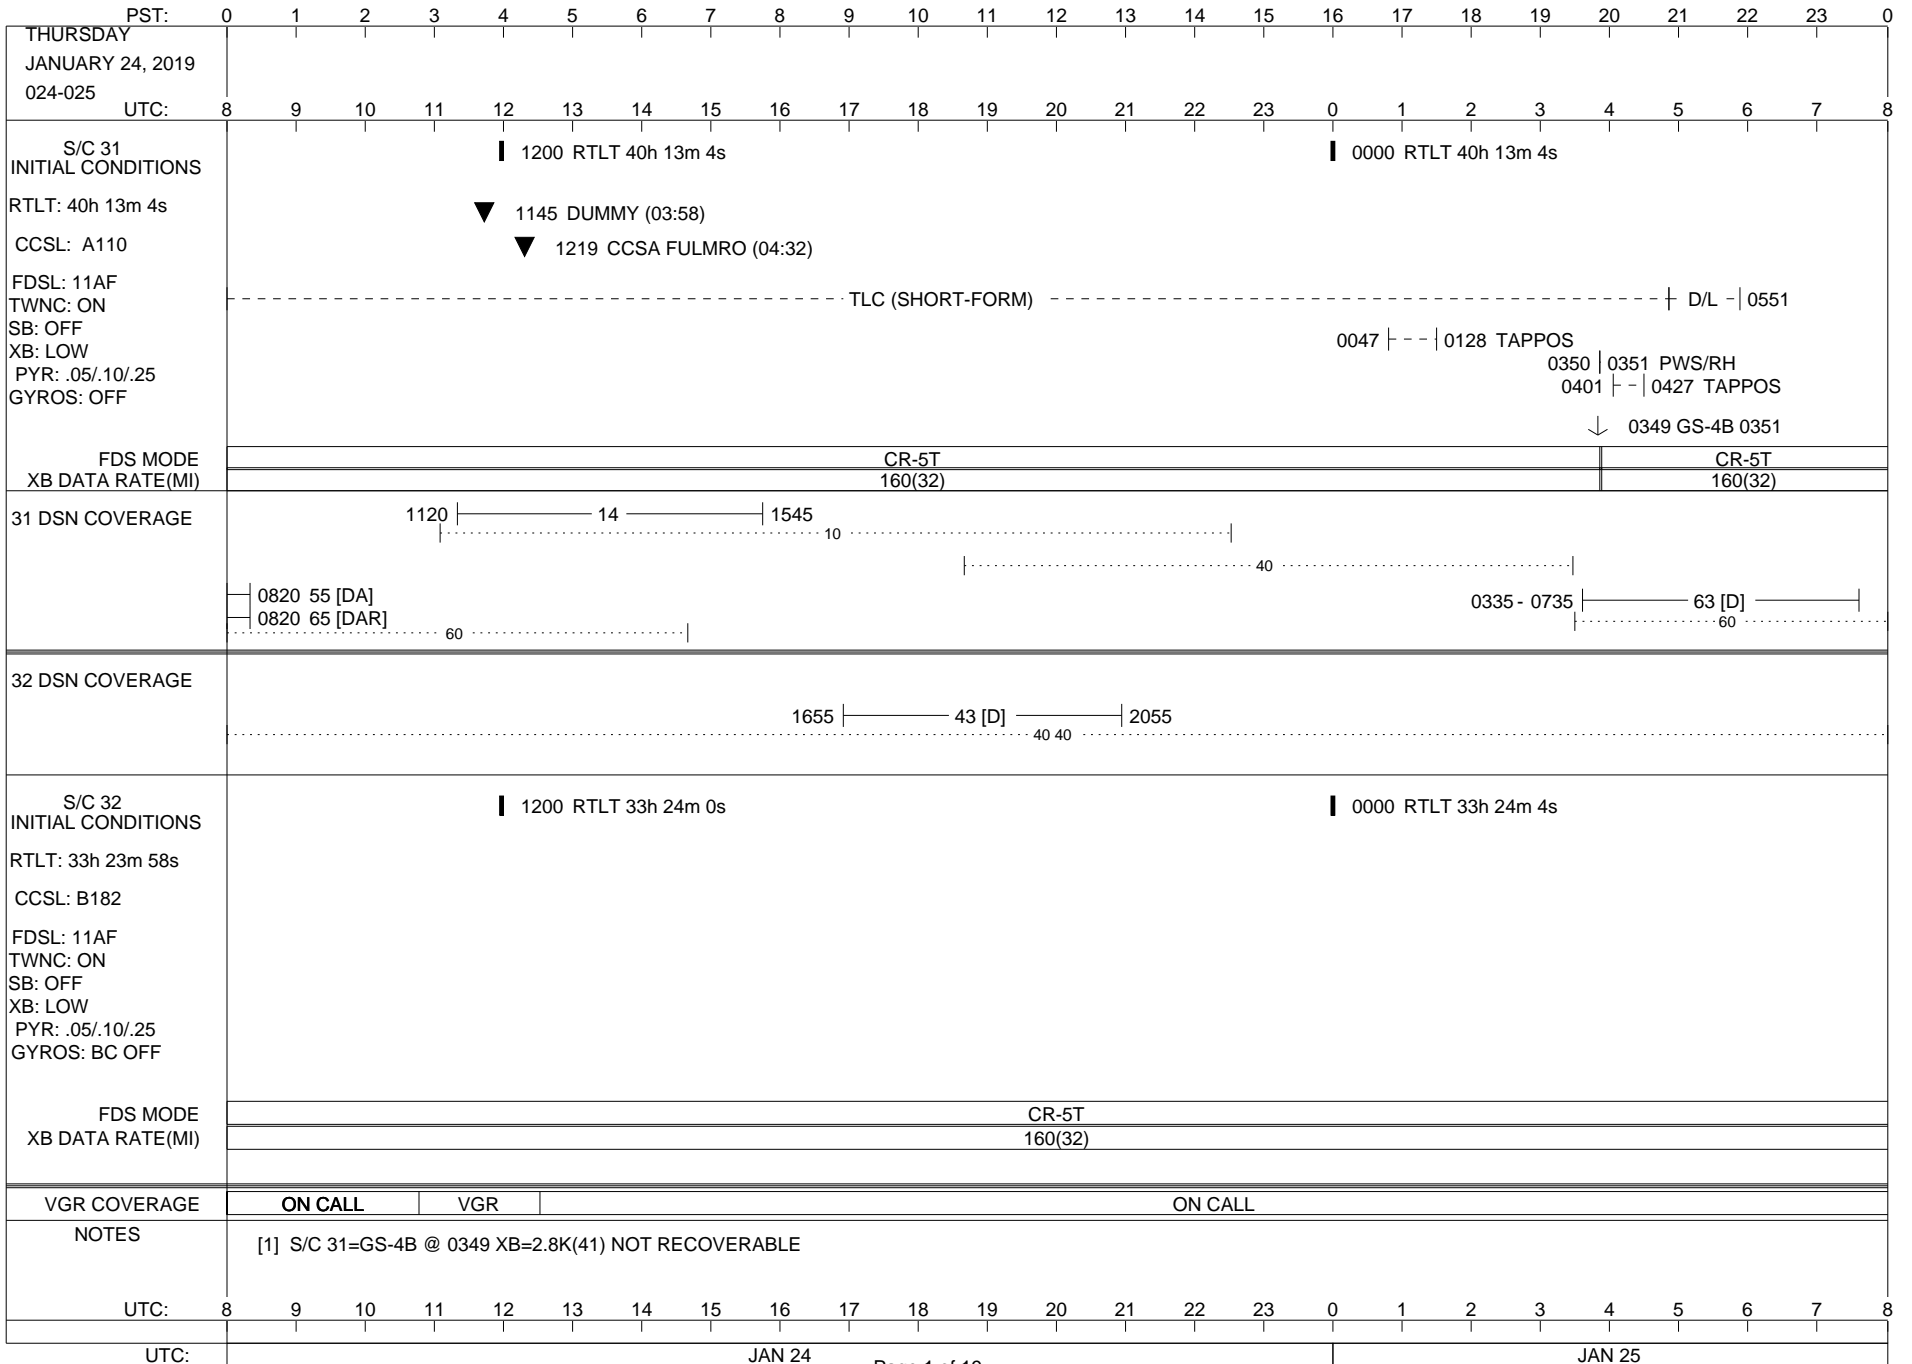 PST: 0 1 2 3 4 5 6 7 8 9 10 11 12 13 14 15 16 17 18 19 20 21 22 23 0
THURSDAY
JANUARY 24, 2019
024-025
UTC: 8 9 10 11 12 13 14 15 16 17 18 19 20 21 22 23 0 1 2 3 4 5 6 7 8
S/C 31
INITIAL CONDITIONS
1200 RTLT 40h 13m 4s
0000 RTLT 40h 13m 4s
RTLT: 40h 13m 4s
1145 DUMMY (03:58)
CCSL: A110
1219 CCSA FULMRO (04:32)
FDSL: 11AF
TWNC: ON
TLC (SHORT-FORM)
D/L
0551
SB: OFF
XB: LOW
0047
0128 TAPPOS
PYR: .05/.10/.25
0350
0351 PWS/RH
GYROS: OFF
0401
0427 TAPPOS
0349 GS-4B 0351
FDS MODE
CR-5T
CR-5T
XB DATA RATE(MI)
160(32)
160(32)
31 DSN COVERAGE
1120
14
1545
10
40
0820 55 [DA]
0335 - 0735
63 [D]
0820 65 [DAR]
60
60
32 DSN COVERAGE
1655
43 [D]
2055
40 40
S/C 32
INITIAL CONDITIONS
1200 RTLT 33h 24m 0s
0000 RTLT 33h 24m 4s
RTLT: 33h 23m 58s
CCSL: B182
FDSL: 11AF
TWNC: ON
SB: OFF
XB: LOW
PYR: .05/.10/.25
GYROS: BC OFF
FDS MODE
CR-5T
XB DATA RATE(MI)
160(32)
VGR COVERAGE
ON CALL
VGR
ON CALL
NOTES
[1] S/C 31=GS-4B @ 0349 XB=2.8K(41) NOT RECOVERABLE
UTC: 8 9 10 11 12 13 14 15 16 17 18 19 20 21 22 23 0 1 2 3 4 5 6 7 8
UTC:
JAN 24
JAN 25
Page 1 of